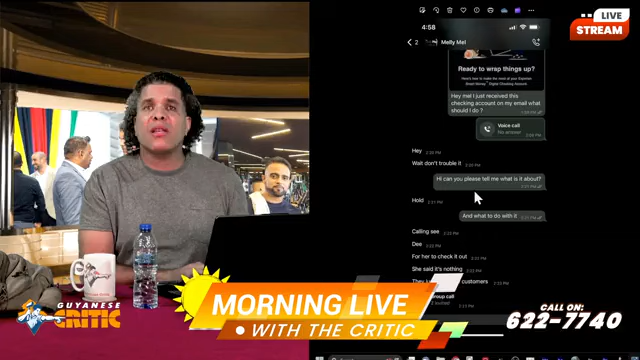 4:58
LIVE
STREAM
2
Melly Mel
Ready to wrap things up?
Hey mel I just received this
checking account on my email what
should I do ?
Voice call
No answer
Hey
Wait don't trouble it
Hi can you please tell me what is it about?
Hold
And what to do with it
Calling see
Dee
For her to check it out
She said it's nothing
customers
GUYANESE
CRITIC
MORNING LIVE
• WITH THE CRITIC
CALL ON:
622-7740